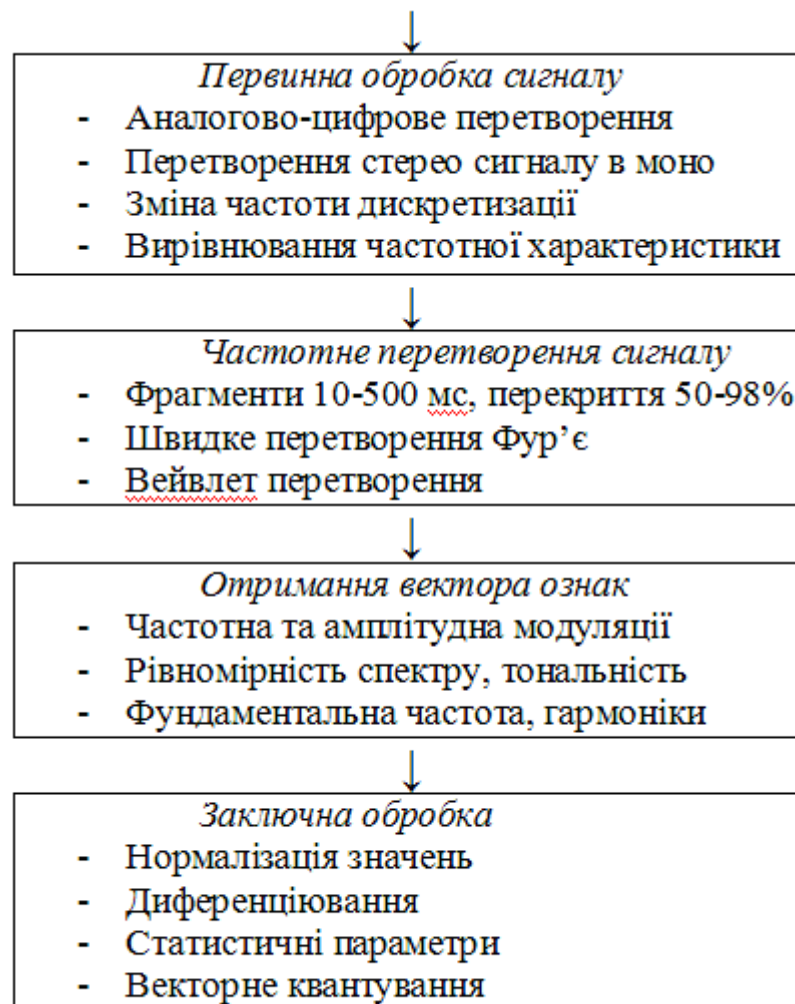 Первинна обробка сигналу
- Аналогово-цифрове перетворення
- Перетворення стерео сигналу в моно
- Зміна частоти дискретизації
- Вирівнювання частотної характеристики
Частотне перетворення сигналу
- Фрагменти 10-500 мс, перекриття 50-98%
- Швидке перетворення Фур’є
- Вейвлет перетворення
Отримання вектора ознак
- Частотна та амплітудна модуляції
- Рівномірність спектру, тональність
- Фундаментальна частота, гармоніки
Заключна обробка
- Нормалізація значень
- Диференціювання
- Статистичні параметри
- Векторне квантування